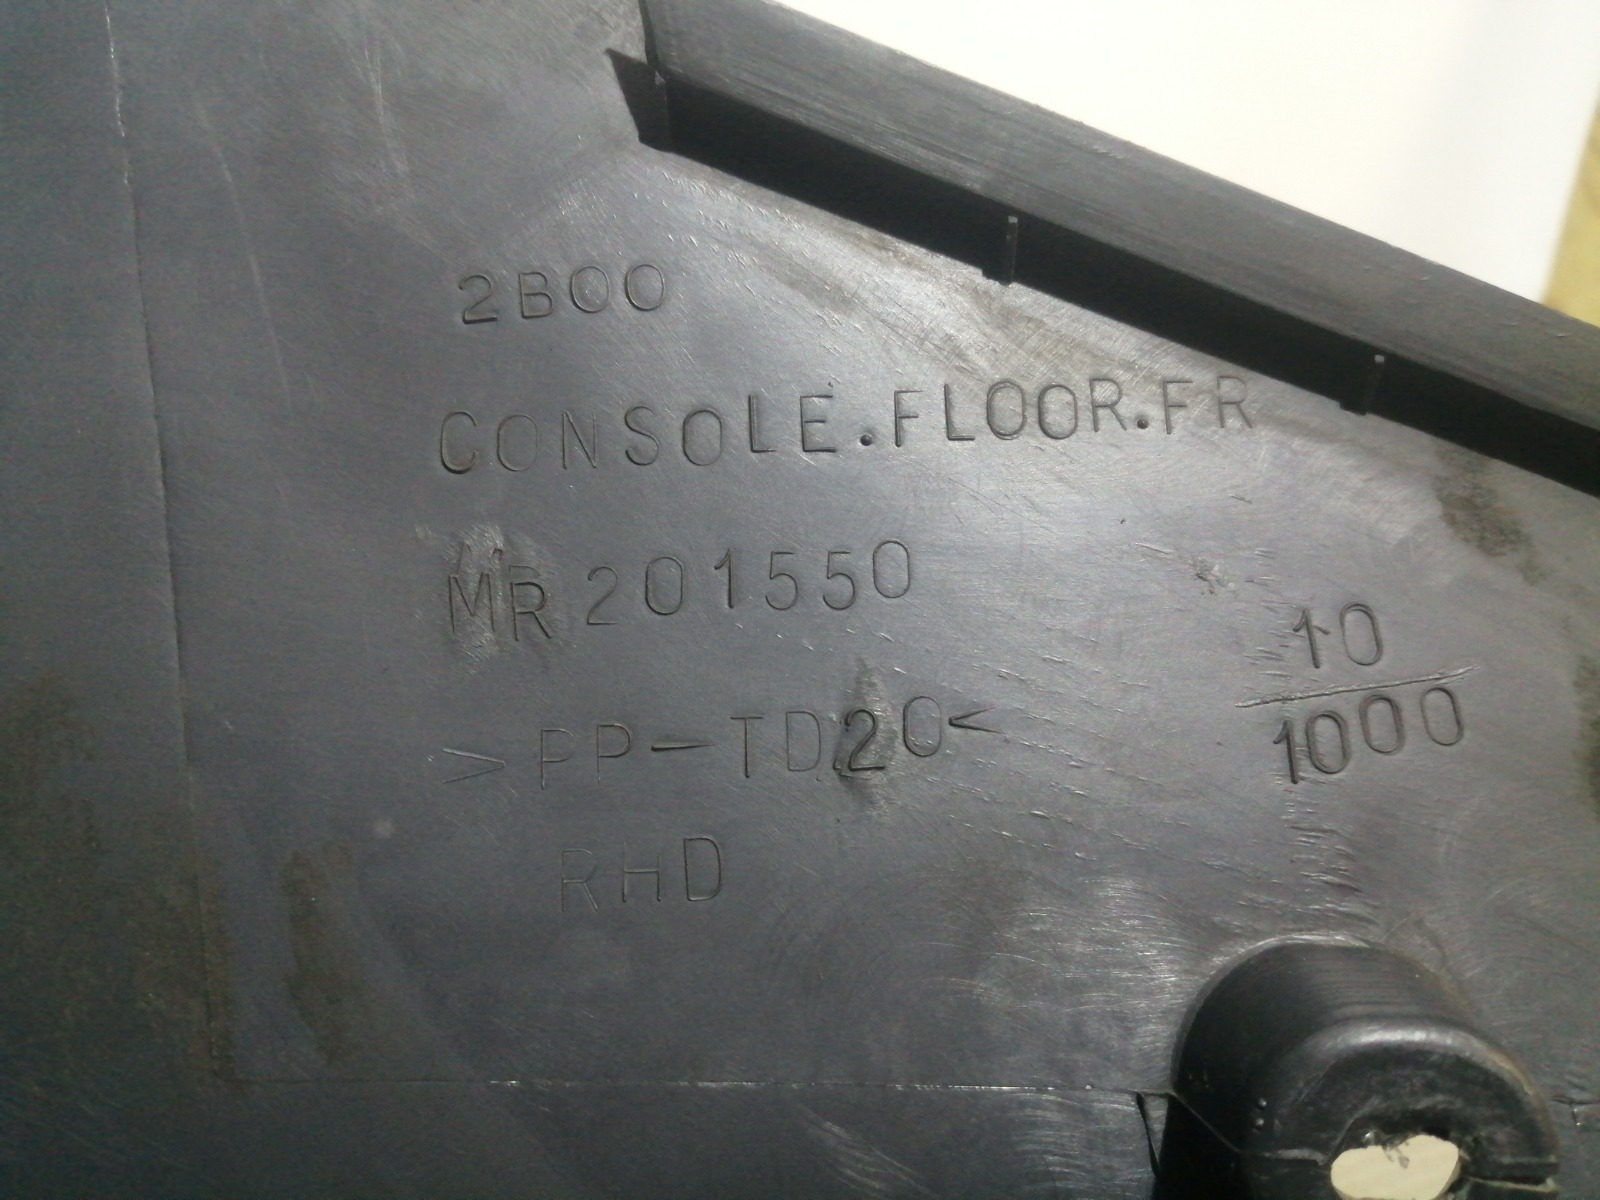 2B00
CONSOLE.FLOOR.FR
MR201550
>PP-TD20<
10
1000
RHD